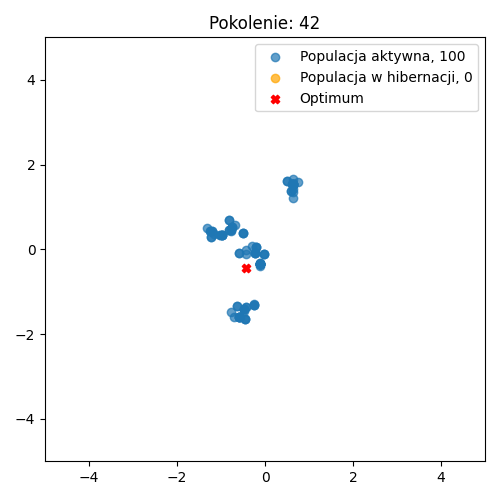 Pokolenie: 42
Populacja aktywna, 100
Populacja w hibernacji, 0
Optimum
4
2
0
−2
−4
−4 −2 0 2 4